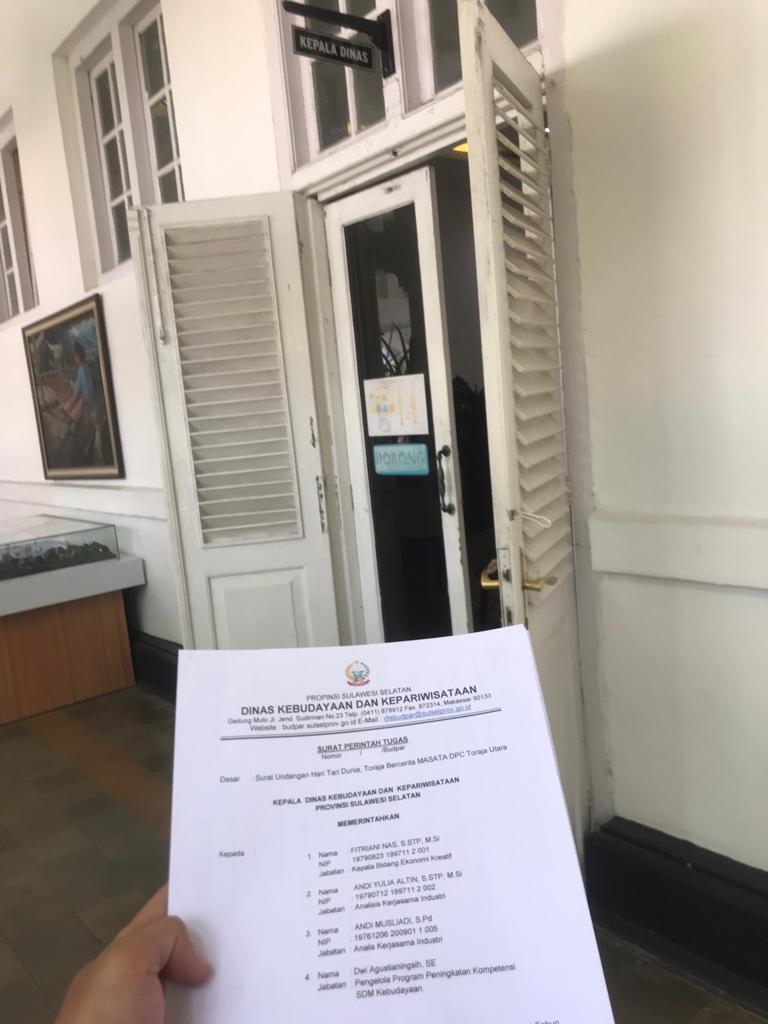 KEPALA DINAS
DORONG
PROPINSI SULAWESI SELATAN
DINAS KEBUDAYAAN DAN KEPARIWISATAAN
Gedung Mulo Jl. Jend. Sudirman No.23 Telp. (0411) 878912 Fax. 872314, Makassar 90133
Website : budpar.sulselprov.go.id E-Mail : disbudpar@sulselprov.go.id
SURAT PERINTAH TUGAS
Nomor : / /Budpar
Dasar : Surat Undangan Hari Tari Dunia, Toraja Bercerita MASATA DPC Toraja Utara
KEPALA DINAS KEBUDAYAAN DAN KEPARIWISATAAN
PROVINSI SULAWESI SELATAN
MEMERINTAHKAN
Kepada :
1. Nama : FITRIANI NAS, S.STP, M.Si
NIP : 19790823 199711 2 001
Jabatan : Kepala Bidang Ekonomi Kreatif
2. Nama : ANDI YULIA ALTIN, S.STP, M.Si
NIP : 19790712 199711 2 002
Jabatan : Analisis Kerjasama Industri
3. Nama : ANDI MUSLIADI, S.Pd
NIP : 19761206 200901 1 005
Jabatan : Analis Kerjasama Industri
4. Nama : Dwi Agustianingsih, SE
Jabatan : Pengelola Program Peningkatan Kompetensi
SDM Kebudayaan.